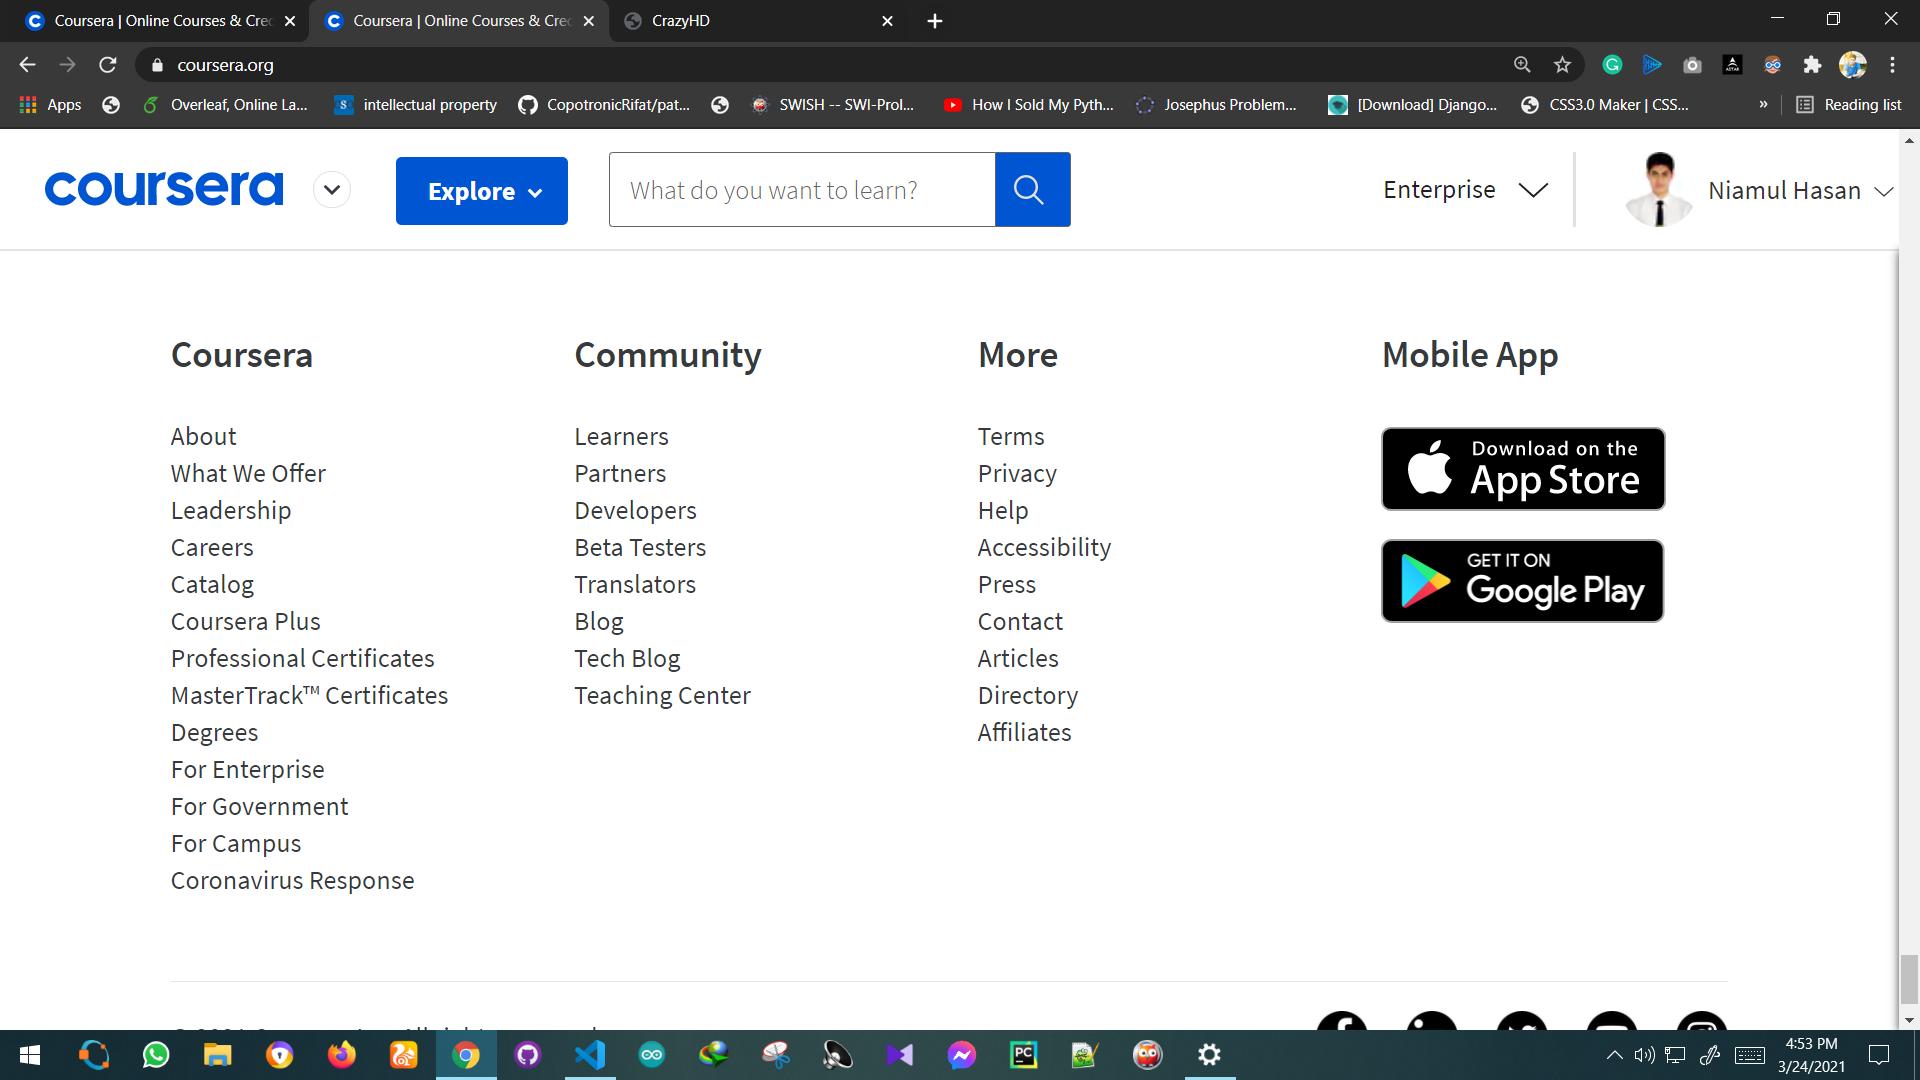 Coursera | Online Courses & Cre
Coursera | Online Courses & Cre
CrazyHD
coursera.org
Apps
Overleaf, Online La...
intellectual property
CopotronicRifat/pat...
SWISH -- SWI-Prol...
How I Sold My Pyth...
Josephus Problem...
[Download] Django...
CSS3.0 Maker | CSS...
»
Reading list
coursera
Explore
What do you want to learn?
Enterprise
Niamul Hasan
Coursera
About
What We Offer
Leadership
Careers
Catalog
Coursera Plus
Professional Certificates
MasterTrack™ Certificates
Degrees
For Enterprise
For Government
For Campus
Coronavirus Response
Community
Learners
Partners
Developers
Beta Testers
Translators
Blog
Tech Blog
Teaching Center
More
Terms
Privacy
Help
Accessibility
Press
Contact
Articles
Directory
Affiliates
Mobile App
Download on the
App Store
GET IT ON
Google Play
4:53 PM
3/24/2021